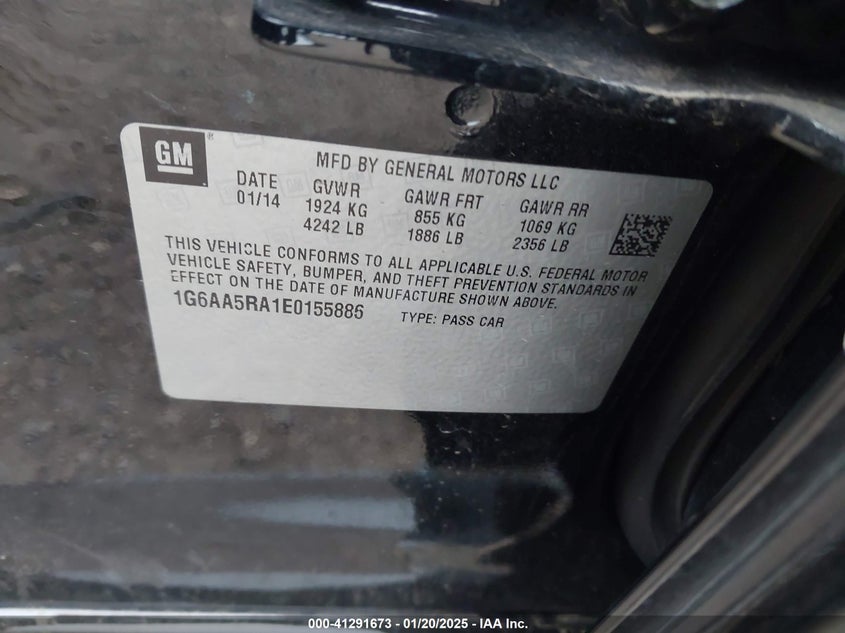 GM ®
MFD BY GENERAL MOTORS LLC
DATE GVWR GAWR FRT GAWR RR
01/14 1924 KG 855 KG 1069 KG
4242 LB 1886 LB 2356 LB
THIS VEHICLE CONFORMS TO ALL APPLICABLE U.S. FEDERAL MOTOR
VEHICLE SAFETY, BUMPER, AND THEFT PREVENTION STANDARDS IN
EFFECT ON THE DATE OF MANUFACTURE SHOWN ABOVE.
1G6AA5RA1E0155886 TYPE: PASS CAR
000-41291673 - 01/20/2025 - IAA Inc.